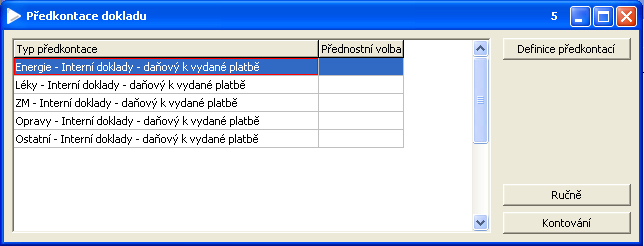 Předkontace dokladu 5
Typ předkontace Přednostní volba
Energie - Interní doklady - daňový k vydané platbě
Léky - Interní doklady - daňový k vydané platbě
ZM - Interní doklady - daňový k vydané platbě
Opravy - Interní doklady - daňový k vydané platbě
Ostatní - Interní doklady - daňový k vydané platbě
Definice předkontací
Ručně
Kontování